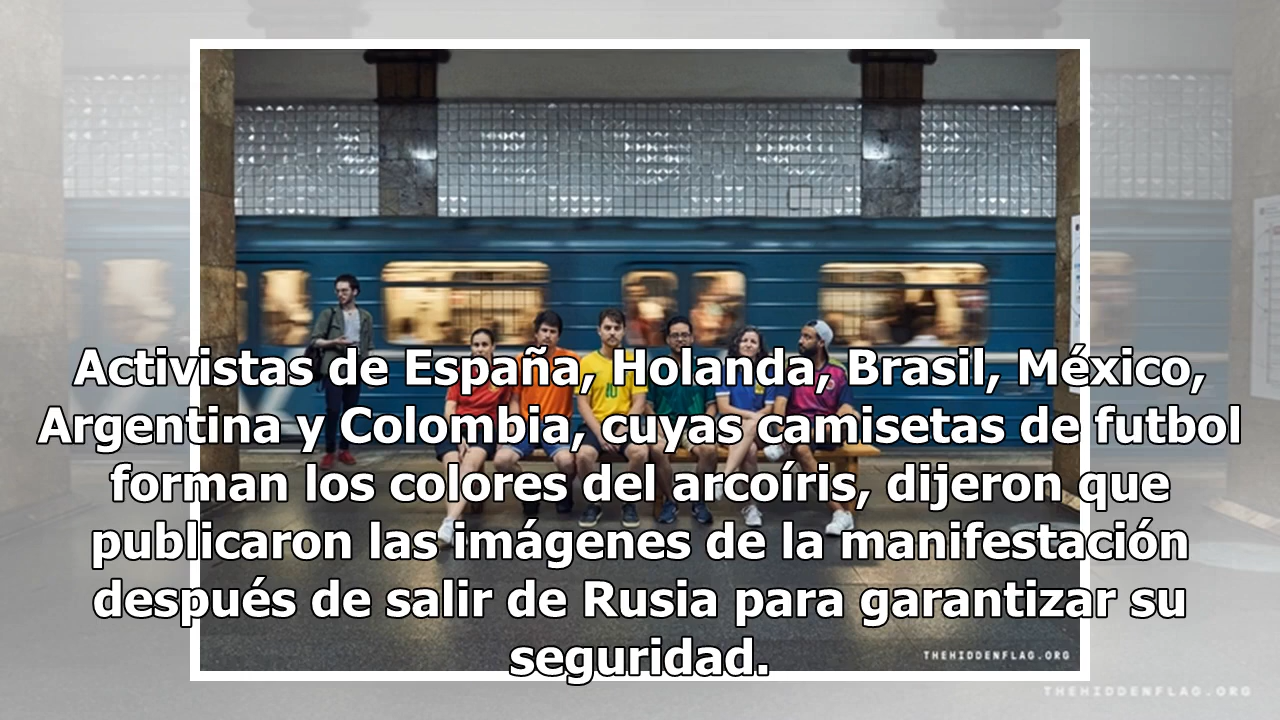 Activistas de España, Holanda, Brasil, México,
Argentina y Colombia, cuyas camisetas de futbol
forman los colores del arcoíris, dijeron que
publicaron las imágenes de la manifestación
después de salir de Rusia para garantizar su
seguridad.
10
THEHIDDENFLAG.ORG
THEHIDDENFLAG.ORG